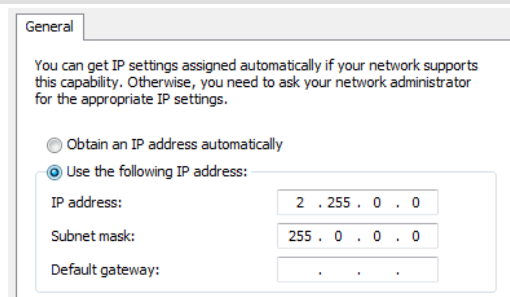 General
You can get IP settings assigned automatically if your network supports
this capability. Otherwise, you need to ask your network administrator
for the appropriate IP settings.
Obtain an IP address automatically
Use the following IP address:
IP address: 2 . 255 . 0 . 0
Subnet mask: 255 . 0 . 0 . 0
Default gateway: . . .